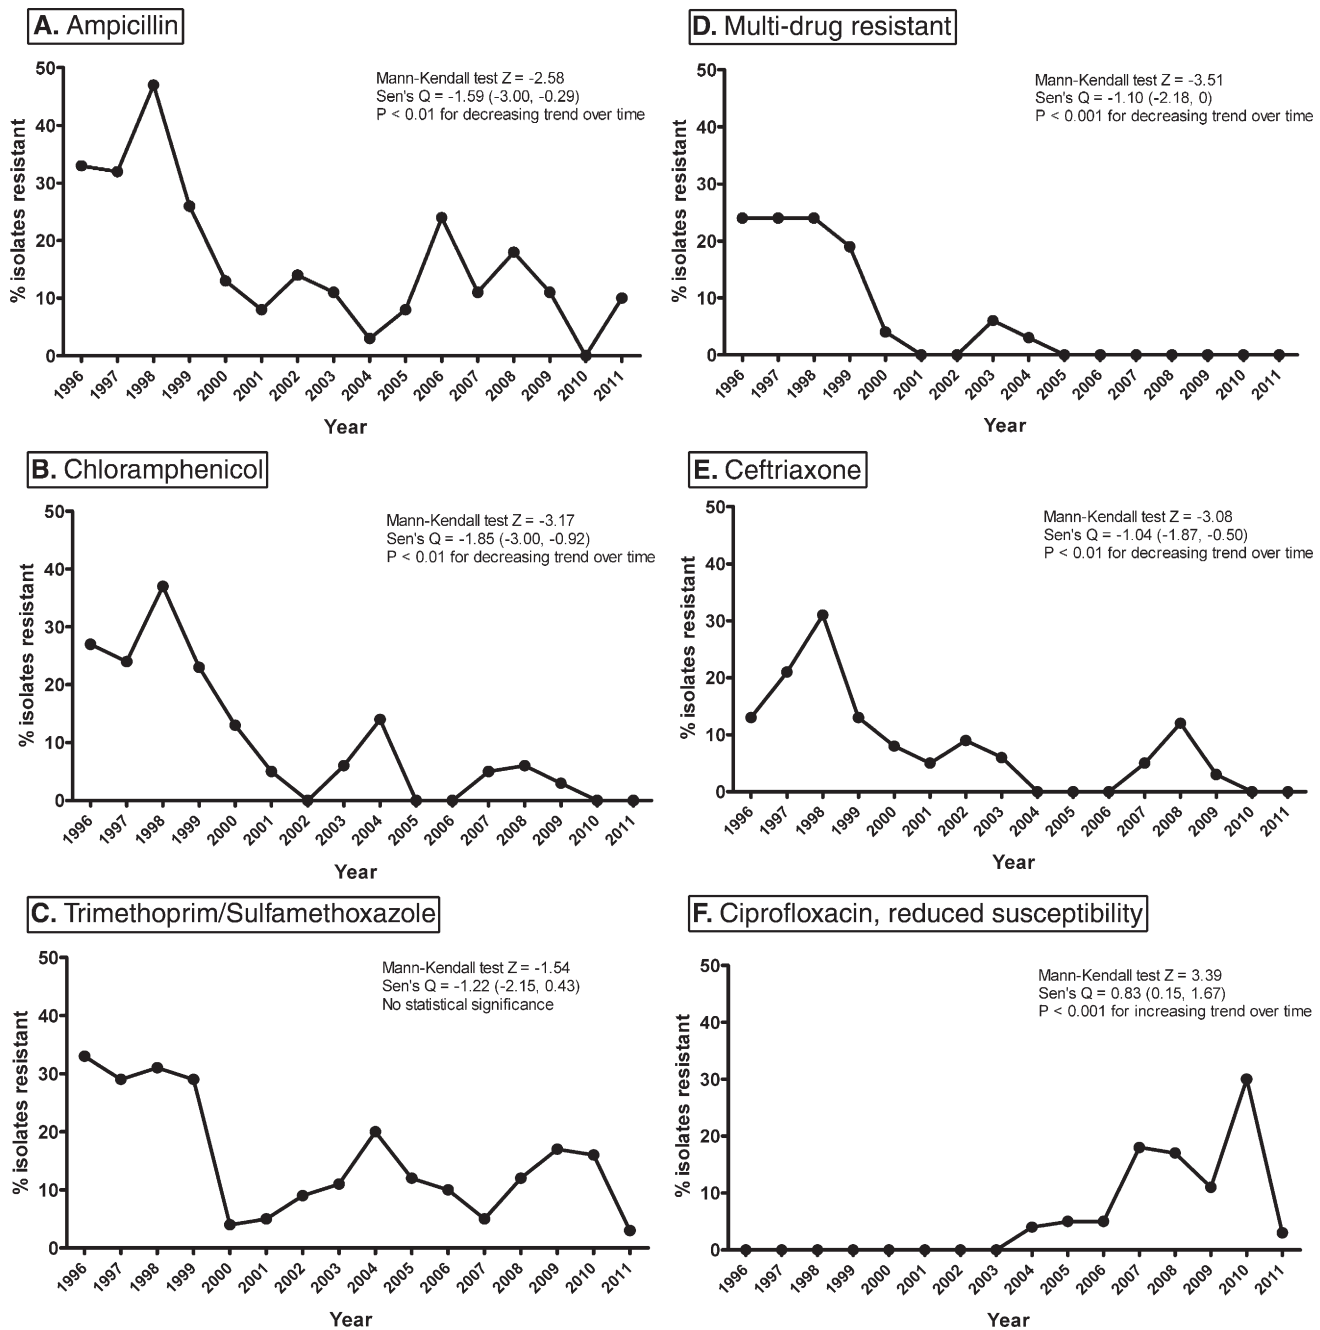 A. Ampicillin
Mann-Kendall test Z = -2.58
Sen's Q = -1.59 (-3.00, -0.29)
P < 0.01 for decreasing trend over time
% isolates resistant
50
40
30
20
10
0
1996 1997 1998 1999 2000 2001 2002 2003 2004 2005 2006 2007 2008 2009 2010 2011
Year
B. Chloramphenicol
Mann-Kendall test Z = -3.17
Sen's Q = -1.85 (-3.00, -0.92)
P < 0.01 for decreasing trend over time
% isolates resistant
50
40
30
20
10
0
1996 1997 1998 1999 2000 2001 2002 2003 2004 2005 2006 2007 2008 2009 2010 2011
Year
C. Trimethoprim/Sulfamethoxazole
Mann-Kendall test Z = -1.54
Sen's Q = -1.22 (-2.15, 0.43)
No statistical significance
% isolates resistant
50
40
30
20
10
0
1996 1997 1998 1999 2000 2001 2002 2003 2004 2005 2006 2007 2008 2009 2010 2011
Year
D. Multi-drug resistant
Mann-Kendall test Z = -3.51
Sen's Q = -1.10 (-2.18, 0)
P < 0.001 for decreasing trend over time
% isolates resistant
50
40
30
20
10
0
1996 1997 1998 1999 2000 2001 2002 2003 2004 2005 2006 2007 2008 2009 2010 2011
Year
E. Ceftriaxone
Mann-Kendall test Z = -3.08
Sen's Q = -1.04 (-1.87, -0.50)
P < 0.01 for decreasing trend over time
% isolates resistant
50
40
30
20
10
0
1996 1997 1998 1999 2000 2001 2002 2003 2004 2005 2006 2007 2008 2009 2010 2011
Year
F. Ciprofloxacin, reduced susceptibility
Mann-Kendall test Z = 3.39
Sen's Q = 0.83 (0.15, 1.67)
P < 0.001 for increasing trend over time
% isolates resistant
50
40
30
20
10
0
1996 1997 1998 1999 2000 2001 2002 2003 2004 2005 2006 2007 2008 2009 2010 2011
Year